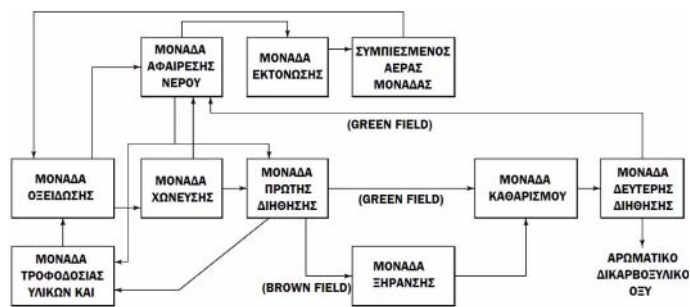 ΜΟΝΑΔΑ
ΑΦΑΙΡΕΣΗΣ
ΝΕΡΟΥ
ΜΟΝΑΔΑ
ΕΚΤΟΝΩΣΗΣ
ΣΥΜΠΙΕΣΜΕΝΟΣ
ΑΕΡΑΣ
ΜΟΝΑΔΑΣ
(GREEN FIELD)
ΜΟΝΑΔΑ
ΟΞΕΙΔΩΣΗΣ
ΜΟΝΑΔΑ
ΧΩΝΕΥΣΗΣ
ΜΟΝΑΔΑ
ΠΡΩΤΗΣ
ΔΙΗΘΗΣΗΣ
(GREEN FIELD)
ΜΟΝΑΔΑ
ΚΑΘΑΡΙΣΜΟΥ
ΜΟΝΑΔΑ
ΔΕΥΤΕΡΗΣ
ΔΙΗΘΗΣΗΣ
ΜΟΝΑΔΑ
ΤΡΟΦΟΔΟΣΙΑΣ
ΥΛΙΚΩΝ ΚΑΙ
(BROWN FIELD)
ΜΟΝΑΔΑ
ΞΗΡΑΝΣΗΣ
ΑΡΩΜΑΤΙΚΟ
ΔΙΚΑΡΒΟΞΥΛΙΚΟ
ΟΞΥ